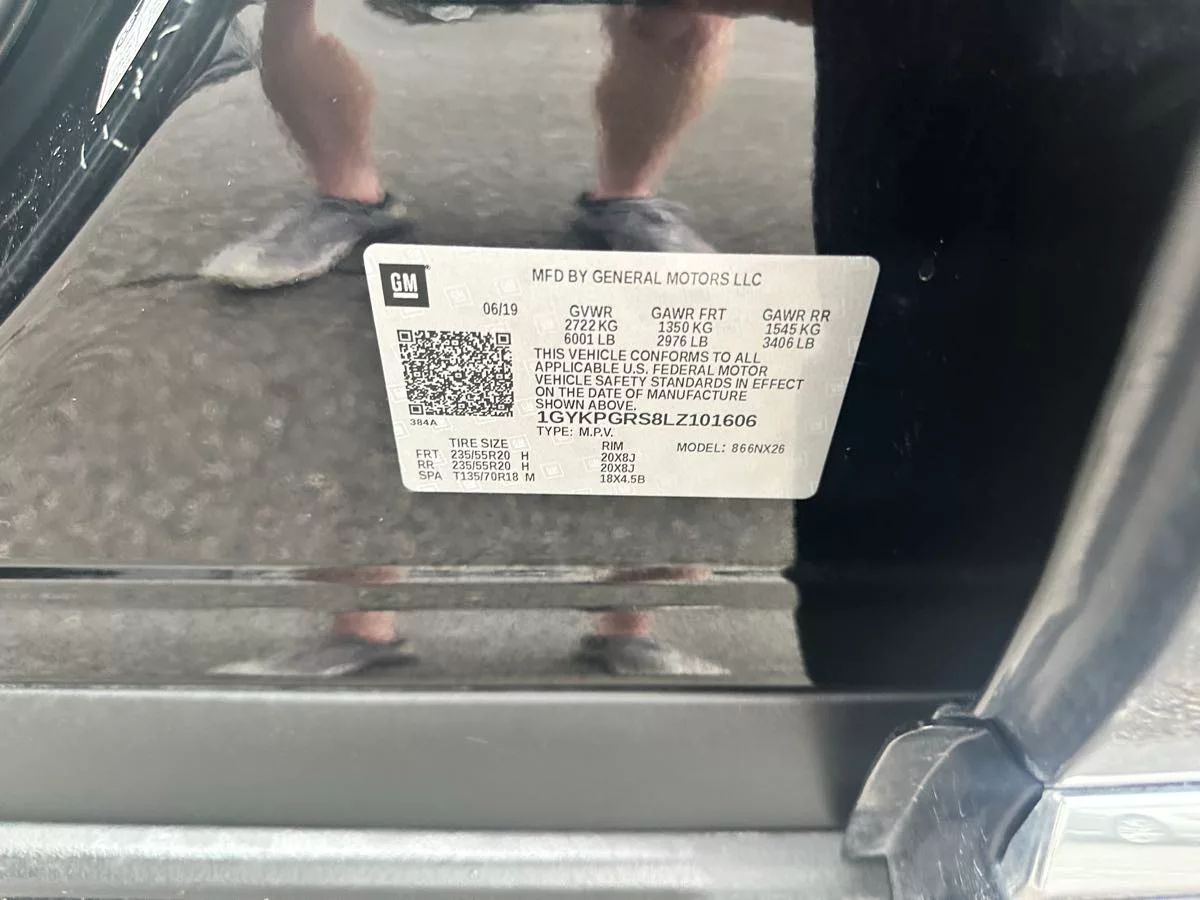 GM
MFD BY GENERAL MOTORS LLC
06/19 GVWR GAWR FRT GAWR RR
2722 KG 1350 KG 1545 KG
6001 LB 2976 LB 3406 LB
THIS VEHICLE CONFORMS TO ALL
APPLICABLE U.S. FEDERAL MOTOR
VEHICLE SAFETY STANDARDS IN EFFECT
ON THE DATE OF MANUFACTURE
SHOWN ABOVE.
384A
1GYKPGRS8LZ101606
TYPE: M.P.V.
TIRE SIZE RIM MODEL: 866NX26
FRT 235/55R20 H 20X8J
RR 235/55R20 H 20X8J
SPA T135/70R18 M 18X4.5B